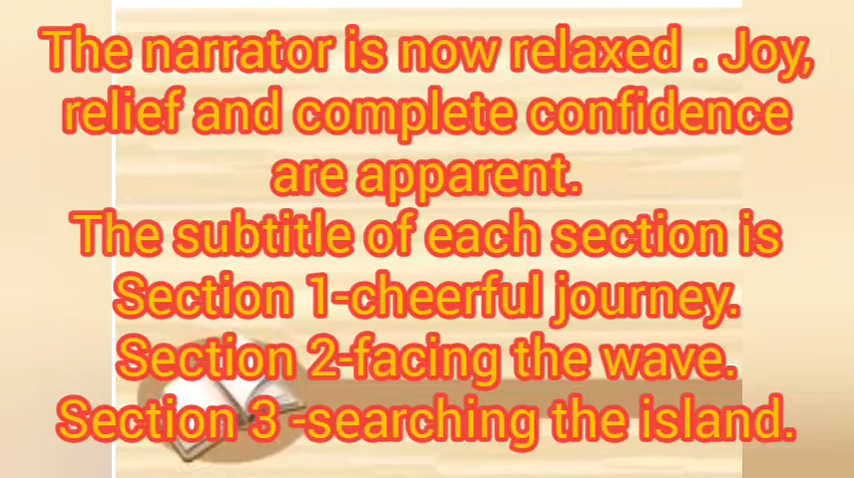 The narrator is now relaxed . Joy,
relief and complete confidence
are apparent.
The subtitle of each section is
Section 1-cheerful journey.
Section 2-facing the wave.
Section 3 -searching the island.